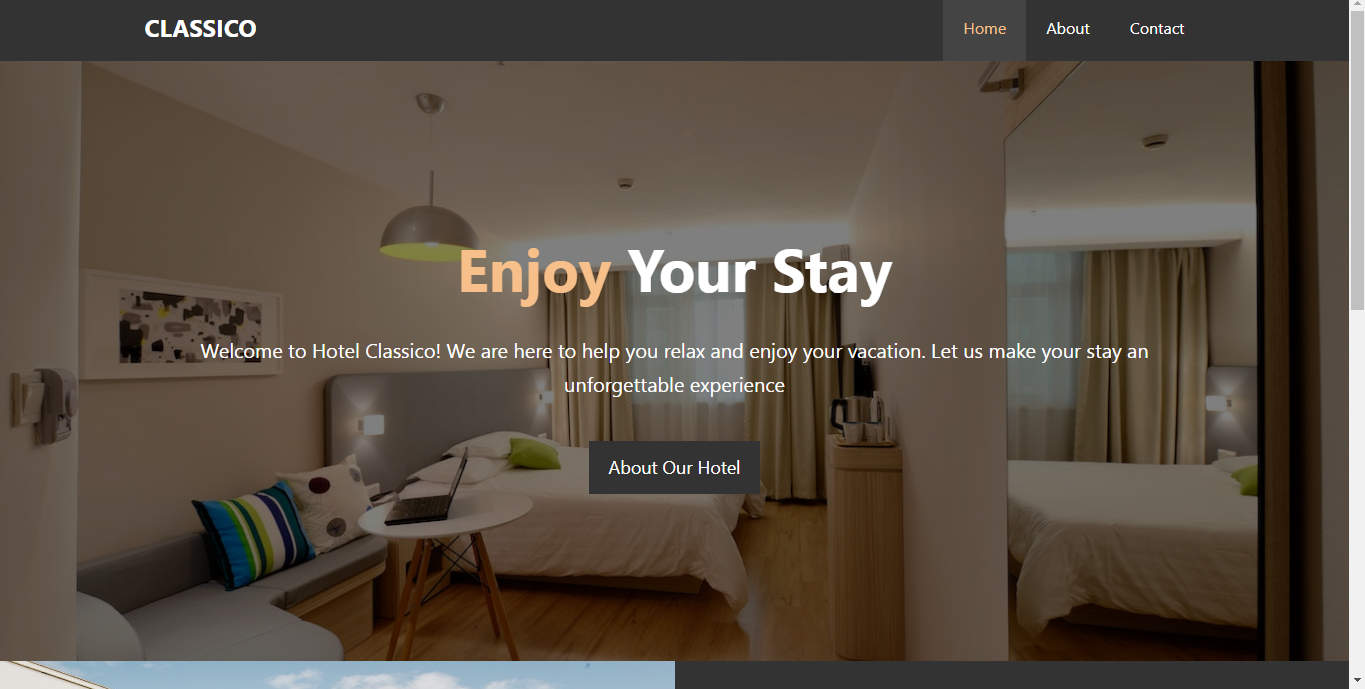 CLASSICO
Home About Contact
Enjoy Your Stay
Welcome to Hotel Classico! We are here to help you relax and enjoy your vacation. Let us make your stay an
unforgettable experience
About Our Hotel